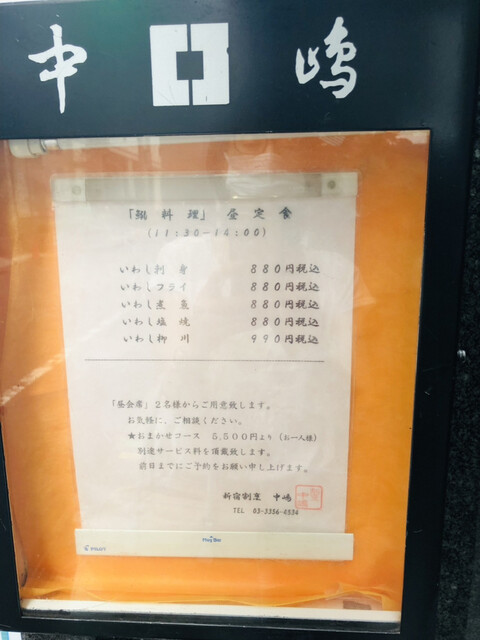 中嶋
「鰯料理」昼定食
(11:30-14:00)
いわし刺身 880円税込
いわしフライ 880円税込
いわし煮魚 880円税込
いわし塩焼 880円税込
いわし柳川 990円税込
「昼会席」2名様からご用意致します。
お気軽に、ご相談ください。
★おまかせコース 5,500円より(お一人様)
別途サービス料を頂戴致します。
前日までにご予約をお願い申し上げます。
新宿割烹 中嶋
TEL 03-3356-4534